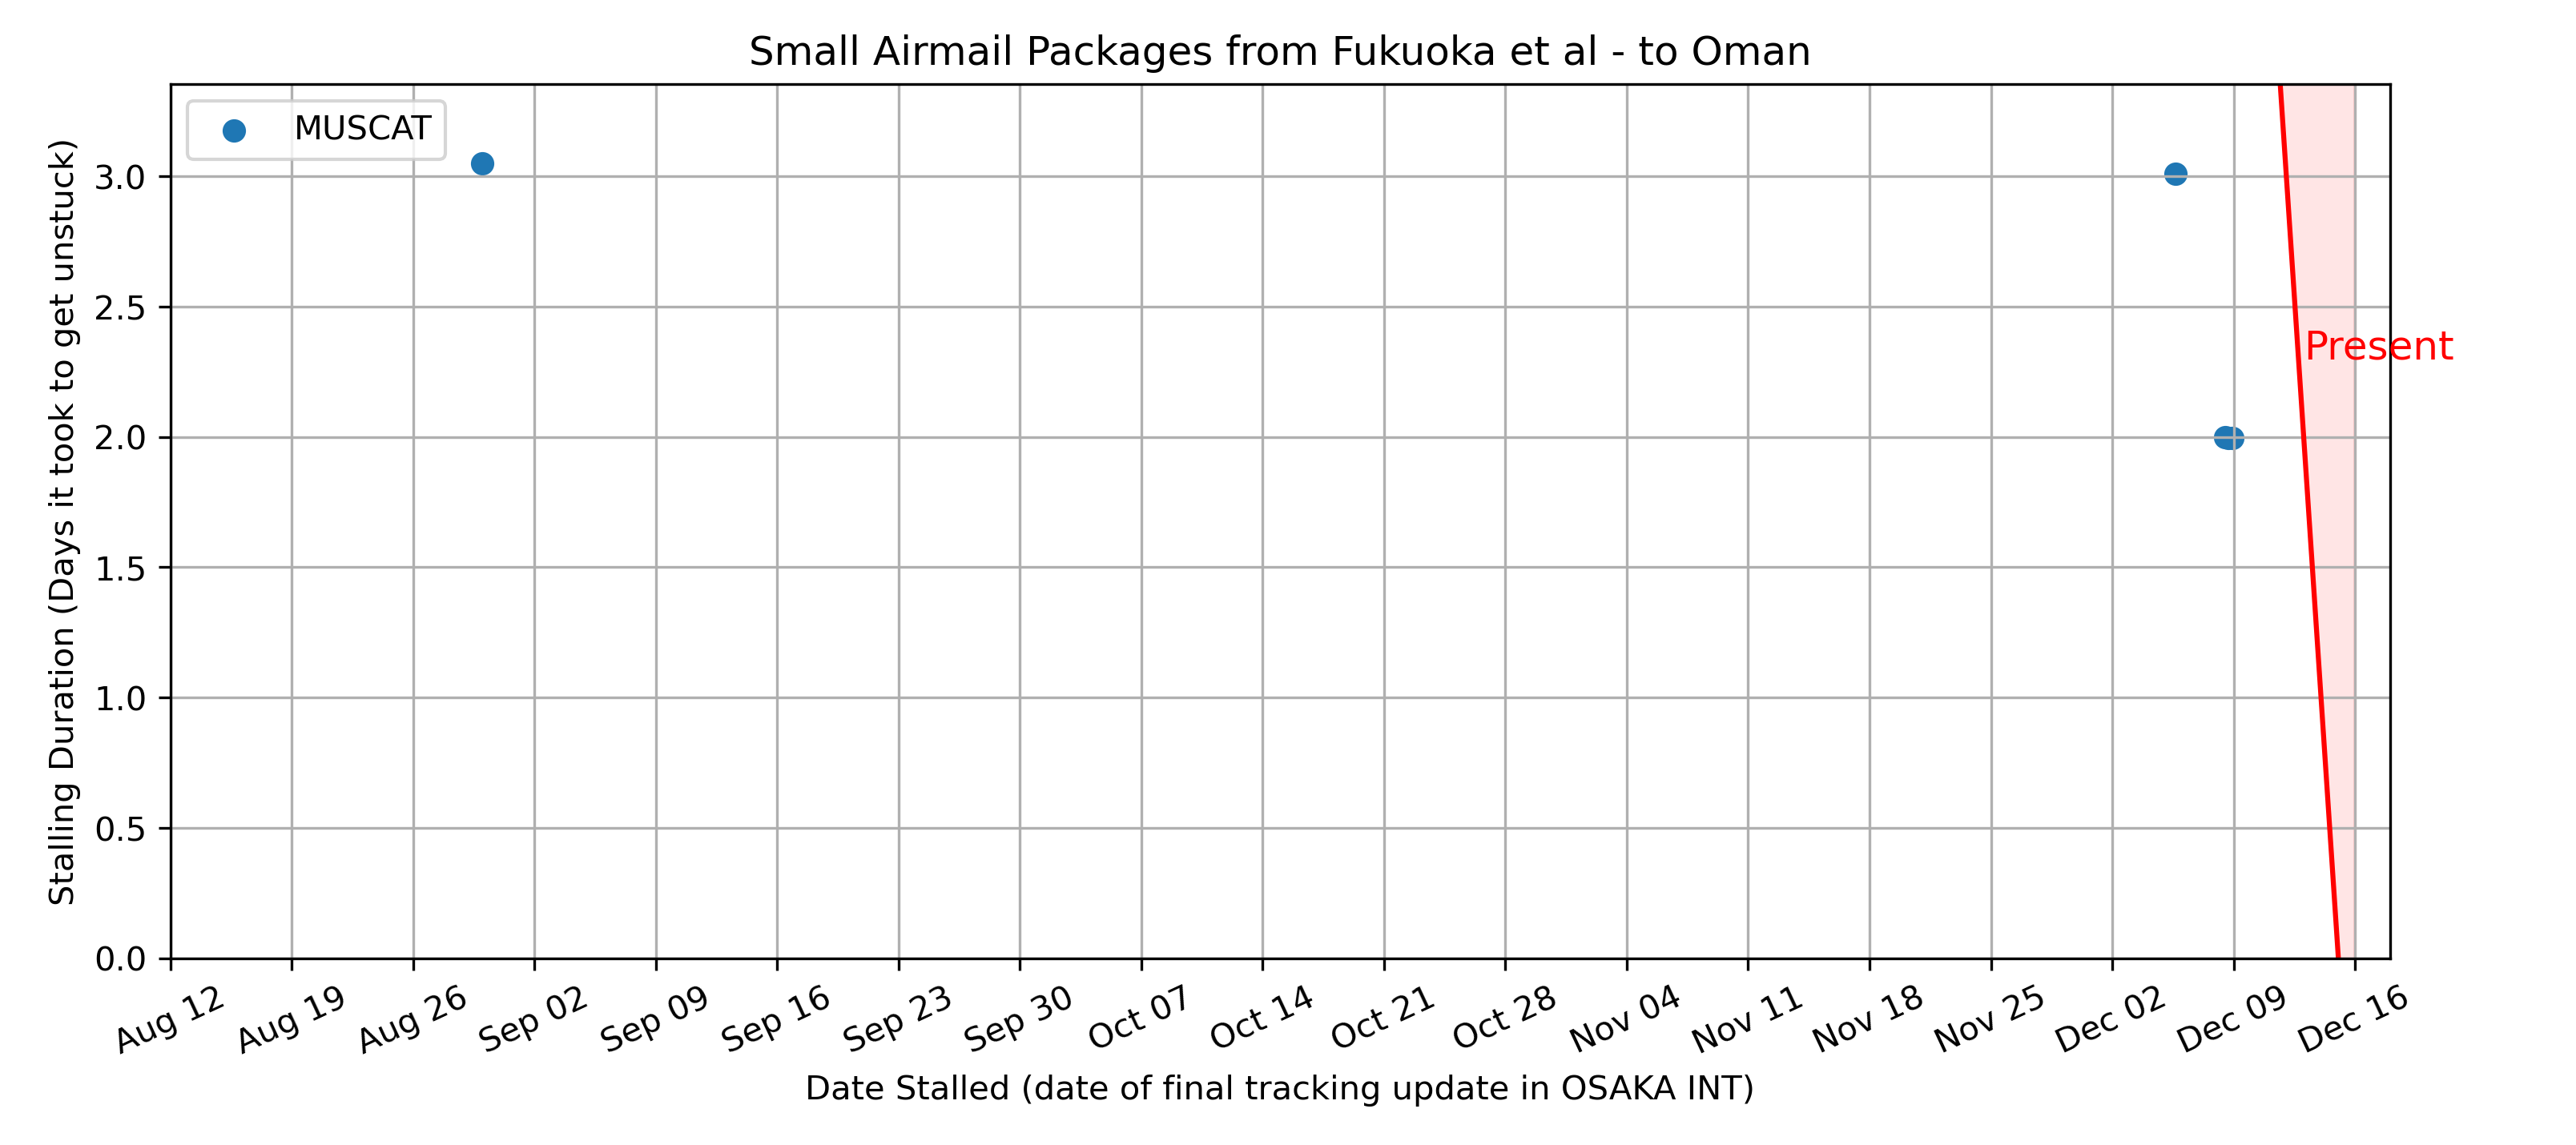 Small Airmail Packages from Fukuoka et al - to Oman
MUSCAT
Stalling Duration (Days it took to get unstuck)
3.0
2.5
2.0
1.5
1.0
0.5
0.0
Present
Aug 12
Aug 19
Aug 26
Sep 02
Sep 09
Sep 16
Sep 23
Sep 30
Oct 07
Oct 14
Oct 21
Oct 28
Nov 04
Nov 11
Nov 18
Nov 25
Dec 02
Dec 09
Dec 16
Date Stalled (date of final tracking update in OSAKA INT)